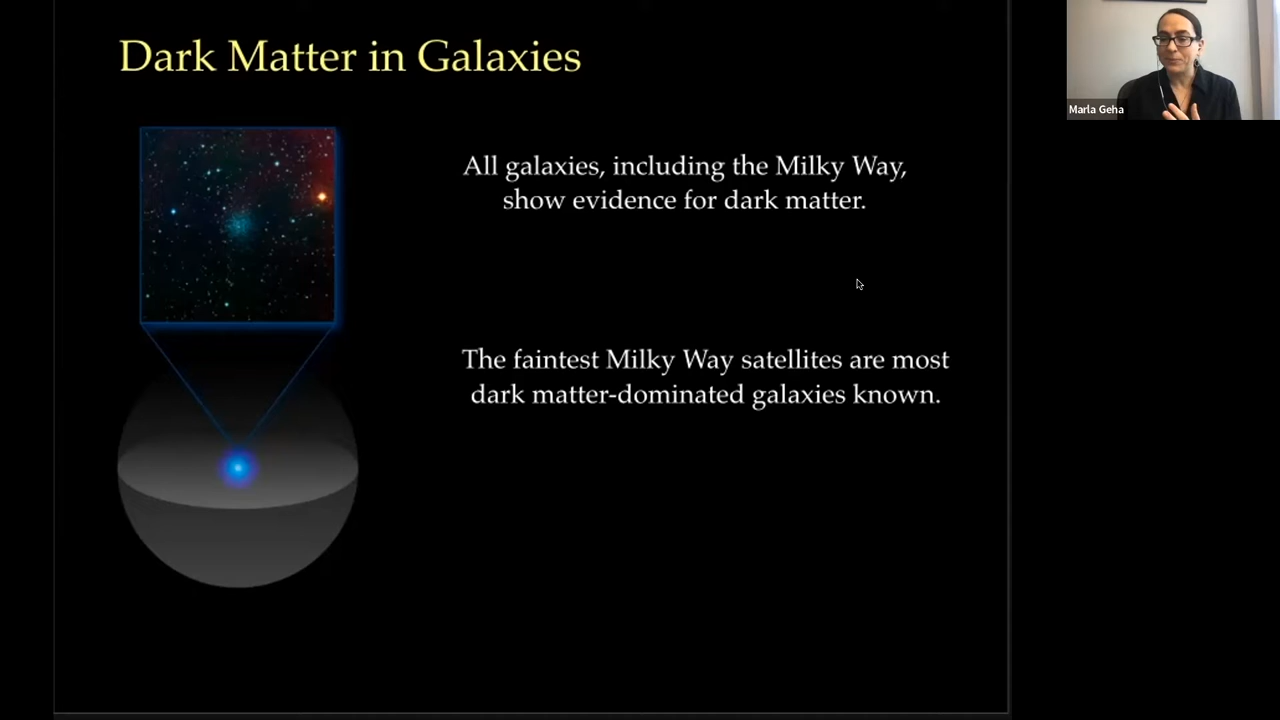 Dark Matter in Galaxies
Marla Geha
All galaxies, including the Milky Way,
show evidence for dark matter.
The faintest Milky Way satellites are most
dark matter-dominated galaxies known.